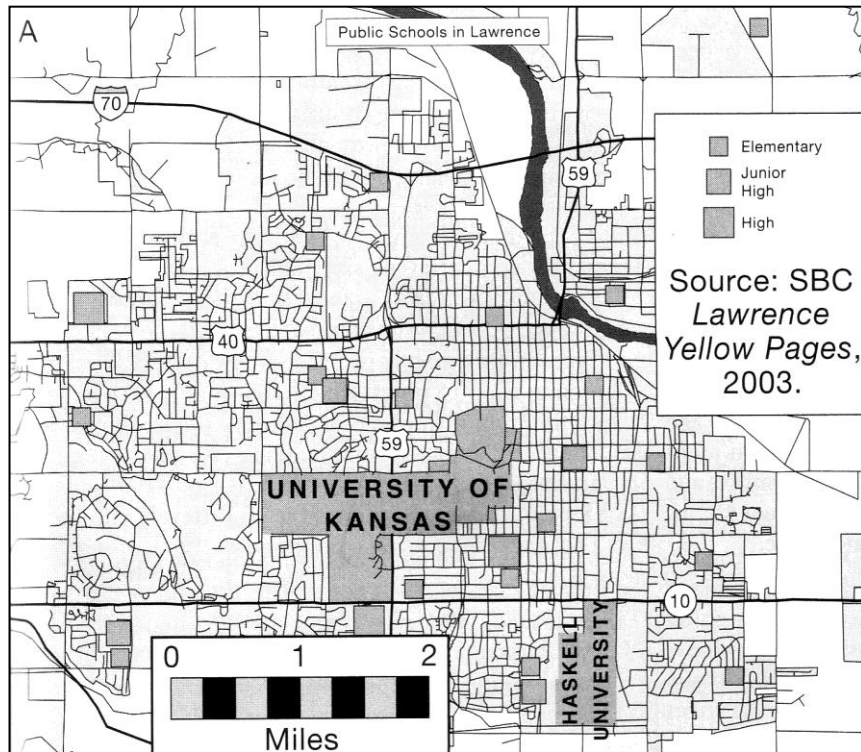 A
Public Schools in Lawrence
70
59
Elementary
Junior
High
High
Source: SBC
Lawrence
Yellow Pages,
2003.
40
59
UNIVERSITY OF
KANSAS
10
HASKELL
UNIVERSITY
0 1 2
Miles